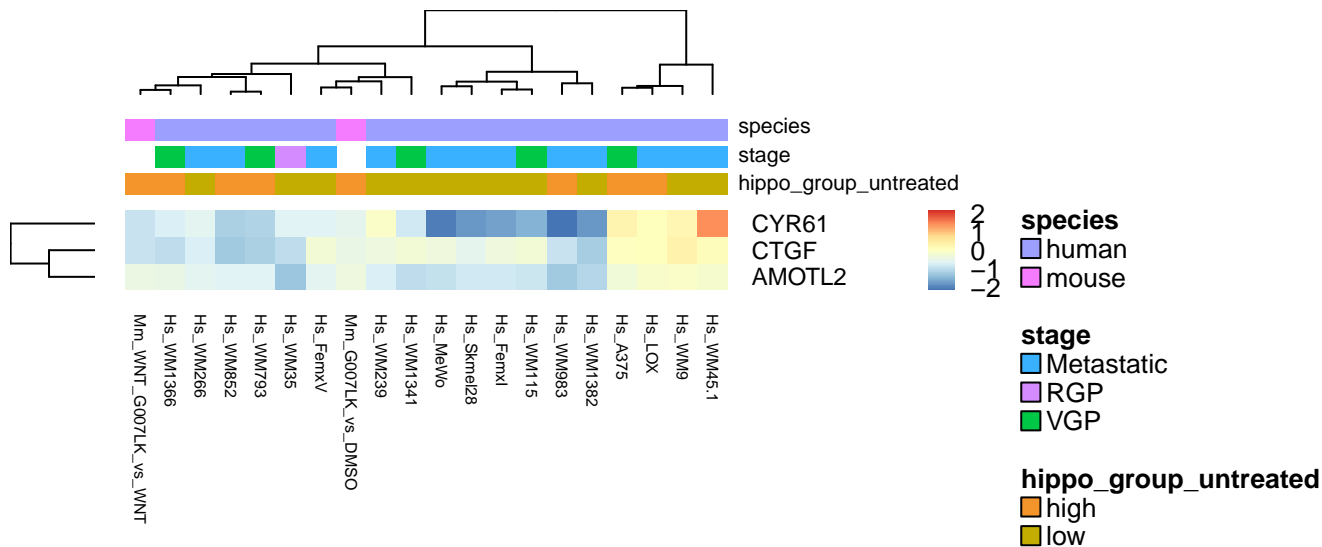 species
stage
hippo_group_untreated
CYR61
CTGF
AMOTL2
2
1
0
−1
−2
Mm_WNT_G007LK_vs_WNT
Hs_WM1366
Hs_WM266
Hs_WM852
Hs_WM793
Hs_WM35
Hs_FemxV
Mm_G007LK_vs_DMSO
Hs_WM239
Hs_WM1341
Hs_MeWo
Hs_Skmel28
Hs_FemxI
Hs_WM115
Hs_WM983
Hs_WM1382
Hs_A375
Hs_LOX
Hs_WM9
Hs_WM45.1
species
human
mouse
stage
Metastatic
RGP
VGP
hippo_group_untreated
high
low